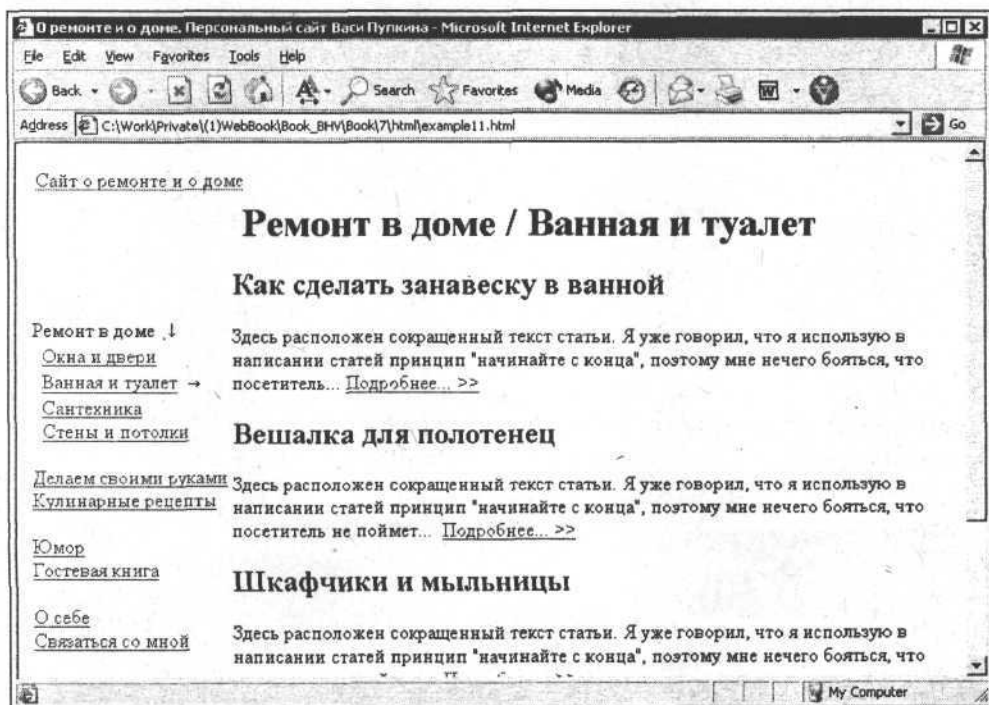 О ремонте и о доме. Персональный сайт Васи Пупкина - Microsoft Internet Explorer
File Edit View Favorites Tools Help
Back Search Favorites Media
Address C:\Work\Private\(1)WebBook\Book_BHV\Book\7\html\example11.html Go
Сайт о ремонте и о доме
Ремонт в доме / Ванная и туалет
Как сделать занавеску в ванной
Ремонт в доме ↓
Окна и двери
Ванная и туалет →
Сантехника
Стены и потолки
Делаем своими руками
Кулинарные рецепты
Юмор
Гостевая книга
О себе
Связаться со мной
Здесь расположен сокращенный текст статьи. Я уже говорил, что я использую в
написании статей принцип "начинайте с конца", поэтому мне нечего бояться, что
посетитель... Подробнее... >>
Вешалка для полотенец
Здесь расположен сокращенный текст статьи. Я уже говорил, что я использую в
написании статей принцип "начинайте с конца", поэтому мне нечего бояться, что
посетитель не поймет... Подробнее... >>
Шкафчики и мыльницы
Здесь расположен сокращенный текст статьи. Я уже говорил, что я использую в
написании статей принцип "начинайте с конца", поэтому мне нечего бояться, что
My Computer